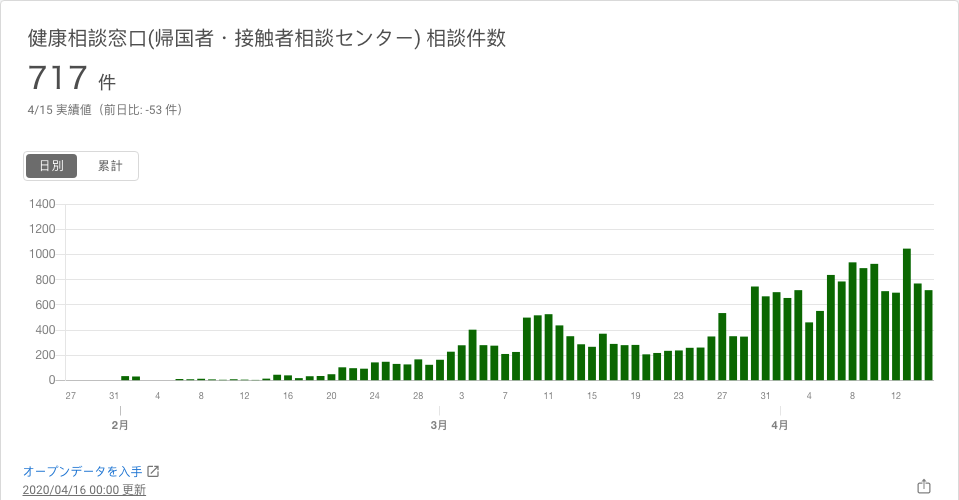 健康相談窓口(帰国者・接触者相談センター) 相談件数
717 件
4/15 実績値（前日比: -53 件）
日別 累計
1400
1200
1000
800
600
400
200
0
27 31 4 8 12 16 20 24 28 3 7 11 15 19 23 27 31 4 8 12
2月 3月 4月
オープンデータを入手
2020/04/16 00:00 更新